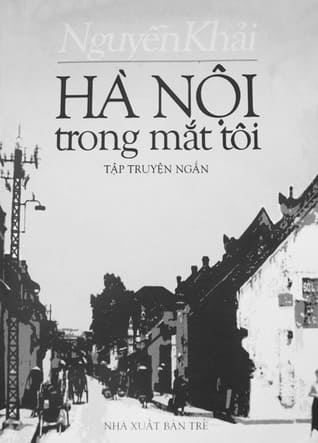 Nguyễn Khải
HÀ NỘI
trong mắt tôi
TẬP TRUYỆN NGẮN
NHÀ XUẤT BẢN TRẺ